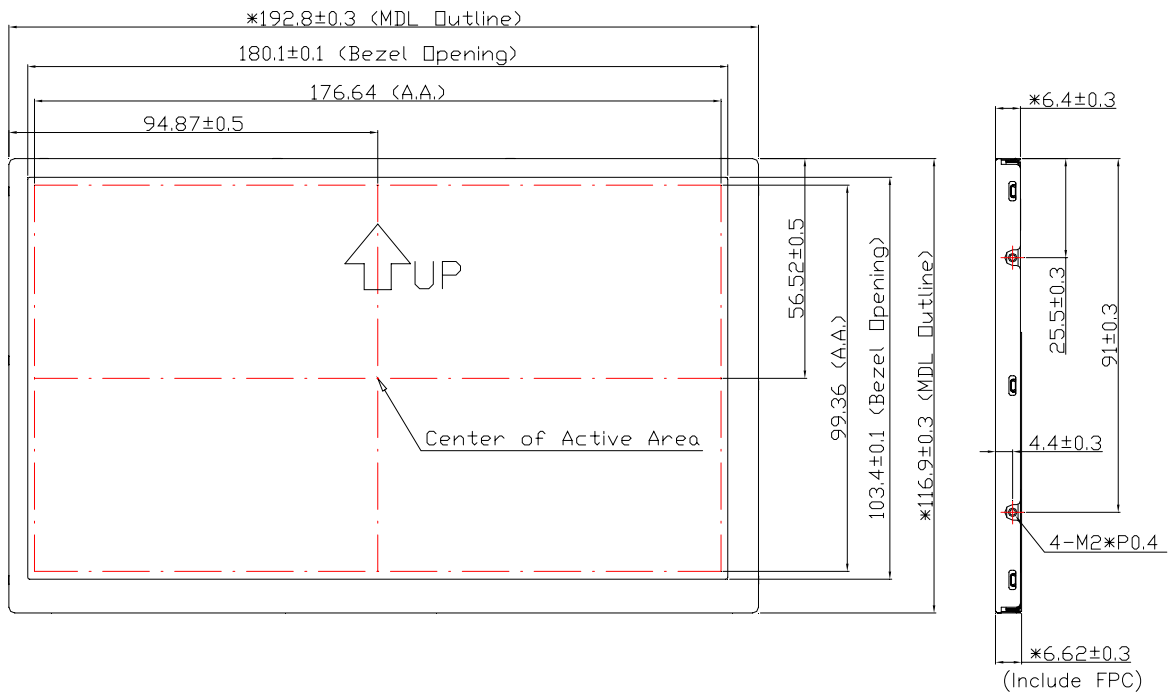 *192.8±0.3 (MDL Outline)
180.1±0.1 (Bezel Opening)
176.64 (A.A.)
94.87±0.5
*6.4±0.3
UP
56.52±0.5
99.36 (A.A.)
103.4±0.1 (Bezel Opening)
*116.9±0.3 (MDL Outline)
25.5±0.3
91±0.3
Center of Active Area
4.4±0.3
4-M2*P0.4
*6.62±0.3
(Include FPC)